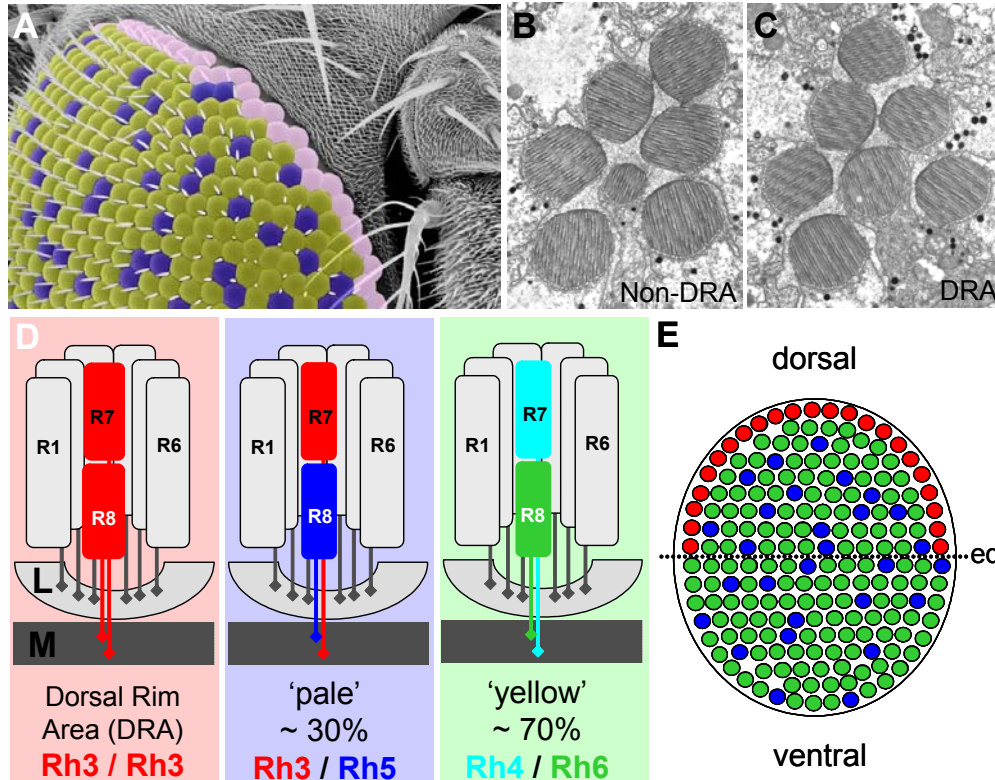 A
B
Non-DRA
C
DRA
D
R7
R1
R6
R8
L
M
Dorsal Rim
Area (DRA)
Rh3 / Rh3
R7
R1
R6
R8
'pale'
~ 30%
Rh3 / Rh5
R7
R1
R6
R8
'yellow'
~ 70%
Rh4 / Rh6
E
dorsal
eq
ventral